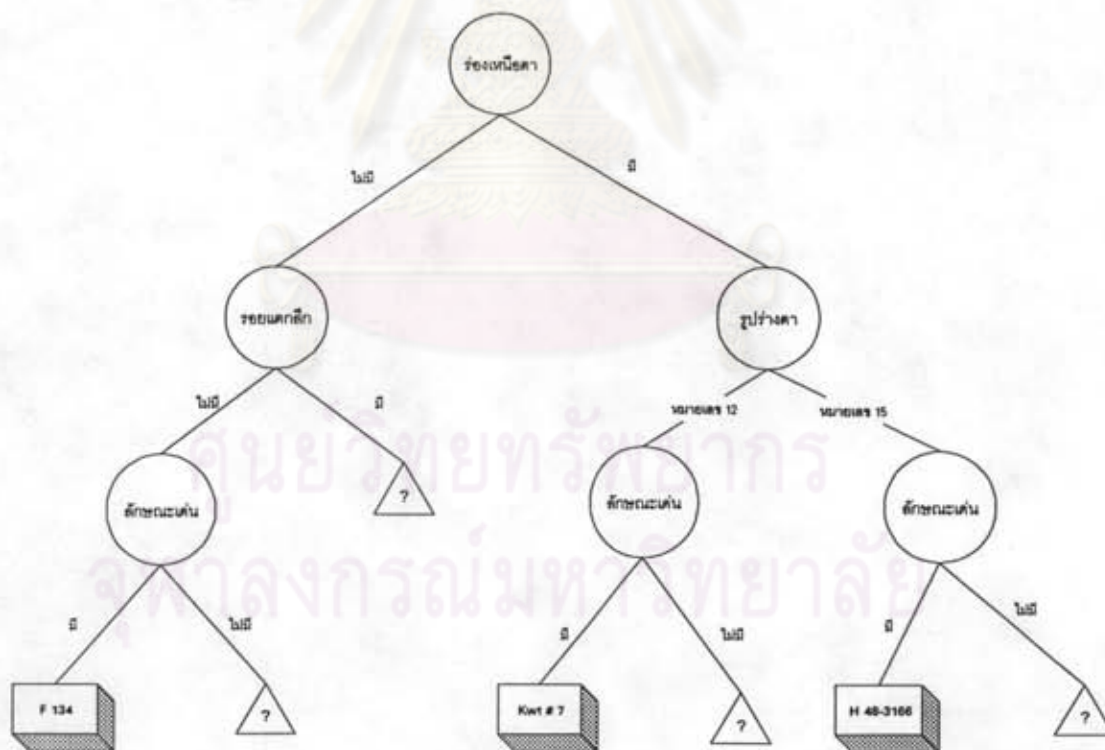 ร่องเหนือตา
ไม่มี
มี
รอยแตกลึก
รูปร่างตา
ไม่มี
มี
หมายเลข 12
หมายเลข 15
ลักษณะเด่น
?
ลักษณะเด่น
ลักษณะเด่น
มี
ไม่มี
มี
ไม่มี
มี
ไม่มี
F 134
?
Kwt # 7
?
H 48-3166
?
ศูนย์วิทยทรัพยากร
จุฬาลงกรณ์มหาวิทยาลัย